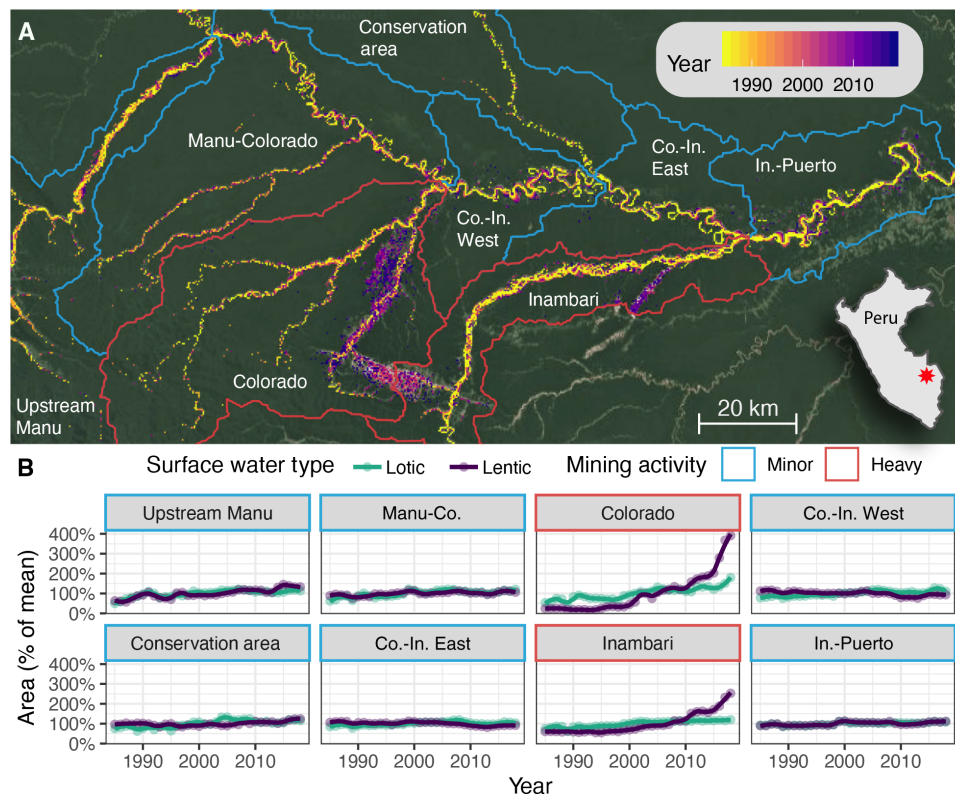 A
Conservation
area
Year
1990 2000 2010
Manu-Colorado
Co.-In.
East
In.-Puerto
Co.-In.
West
Inambari
Peru
Colorado
Upstream
Manu
20 km
B
Surface water type Lotic Lentic Mining activity Minor Heavy
Upstream Manu Manu-Co. Colorado Co.-In. West
400%
300%
200%
100%
0%
Conservation area Co.-In. East Inambari In.-Puerto
400%
300%
200%
100%
0%
Area (% of mean)
1990 2000 2010 1990 2000 2010 1990 2000 2010 1990 2000 2010
Year